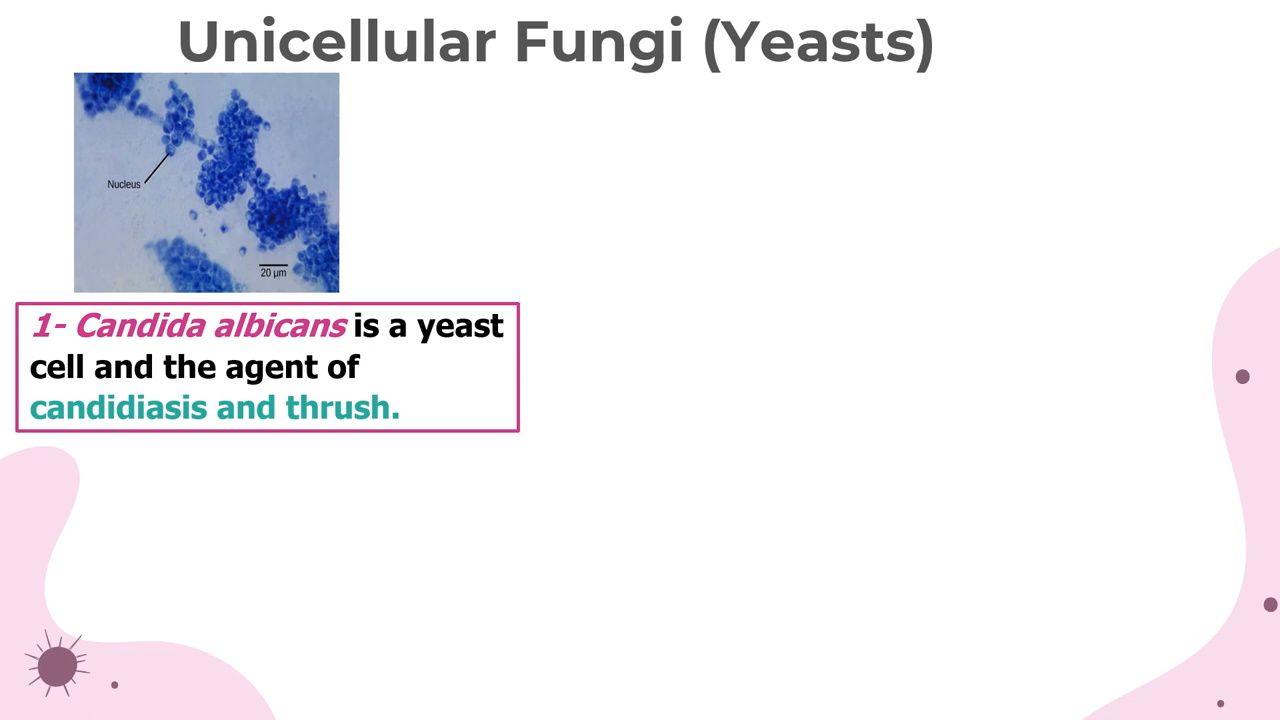 Unicellular Fungi (Yeasts)
Nucleus
20 µm
1- Candida albicans is a yeast
cell and the agent of
candidiasis and thrush.